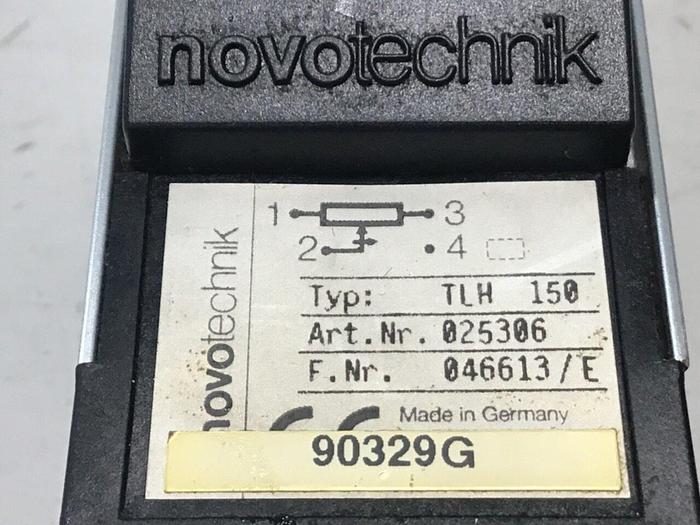 novotechnik
novotechnik
1 3
2 4
Typ: TLH 150
Art.Nr. 025306
F.Nr. 046613/E
CE Made in Germany
90329G